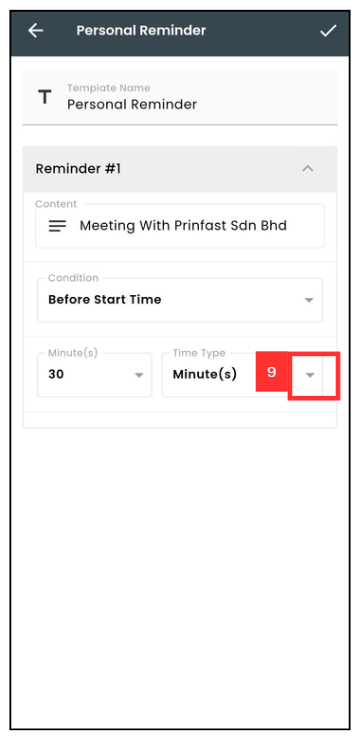 Personal Reminder
Template Name
Personal Reminder
Reminder #1
Content
Meeting With Prinfast Sdn Bhd
Condition
Before Start Time
Minute(s) Time Type
30 Minute(s) 9